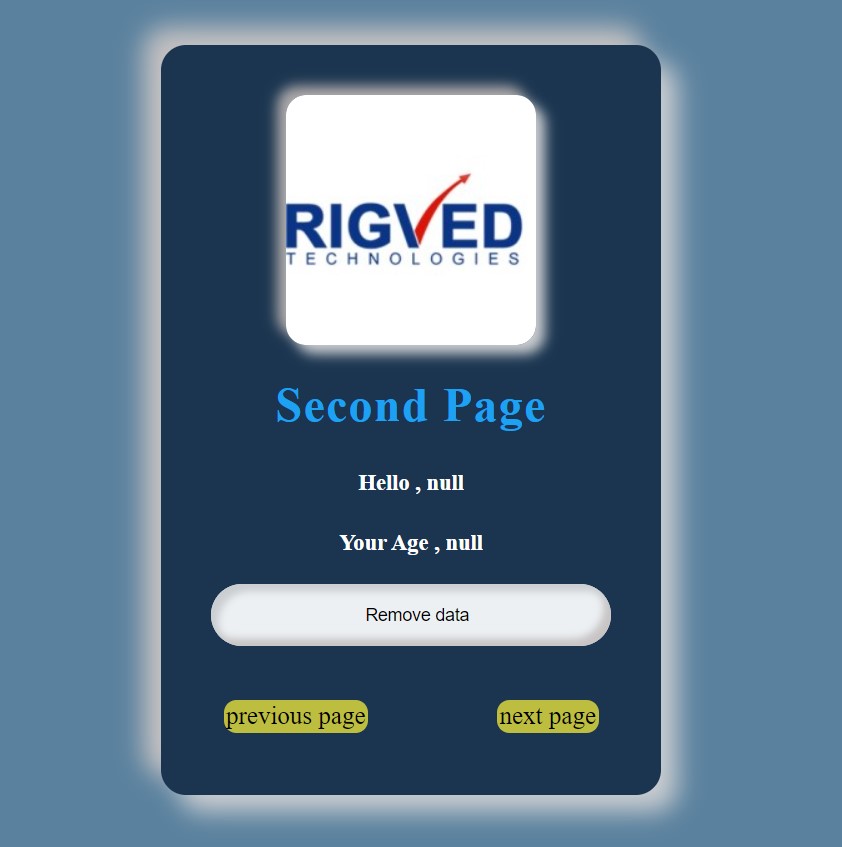 RIGVED
TECHNOLOGIES
Second Page
Hello , null
Your Age , null
Remove data
previous page next page